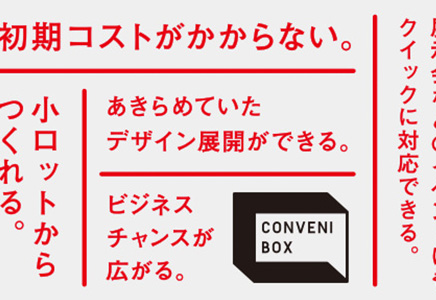 初期コストがかからない。
クイックに対応できる。
小ロットから
つくれる。
あきらめていた
デザイン展開ができる。
ビジネス
チャンスが
広がる。
CONVENI
BOX